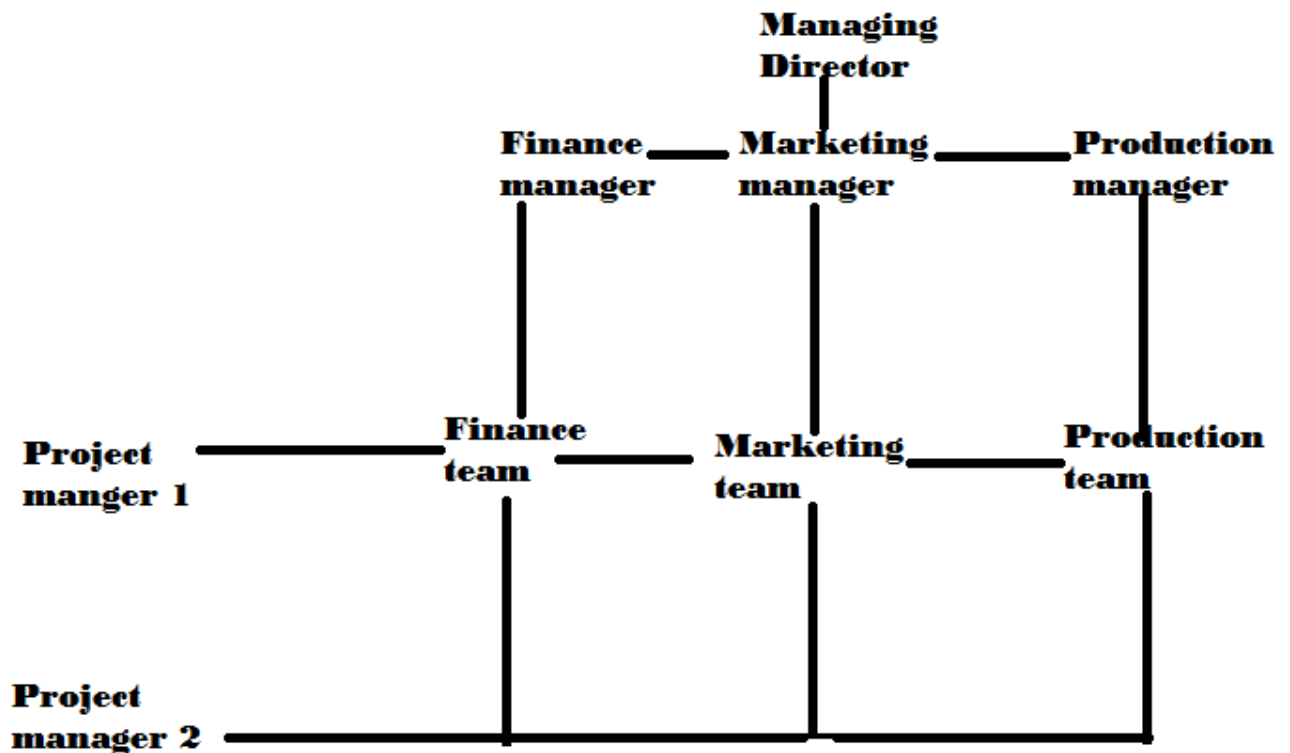 Managing
Director
Finance
manager
Marketing
manager
Production
manager
Project
manger 1
Finance
team
Marketing
team
Production
team
Project
manager 2